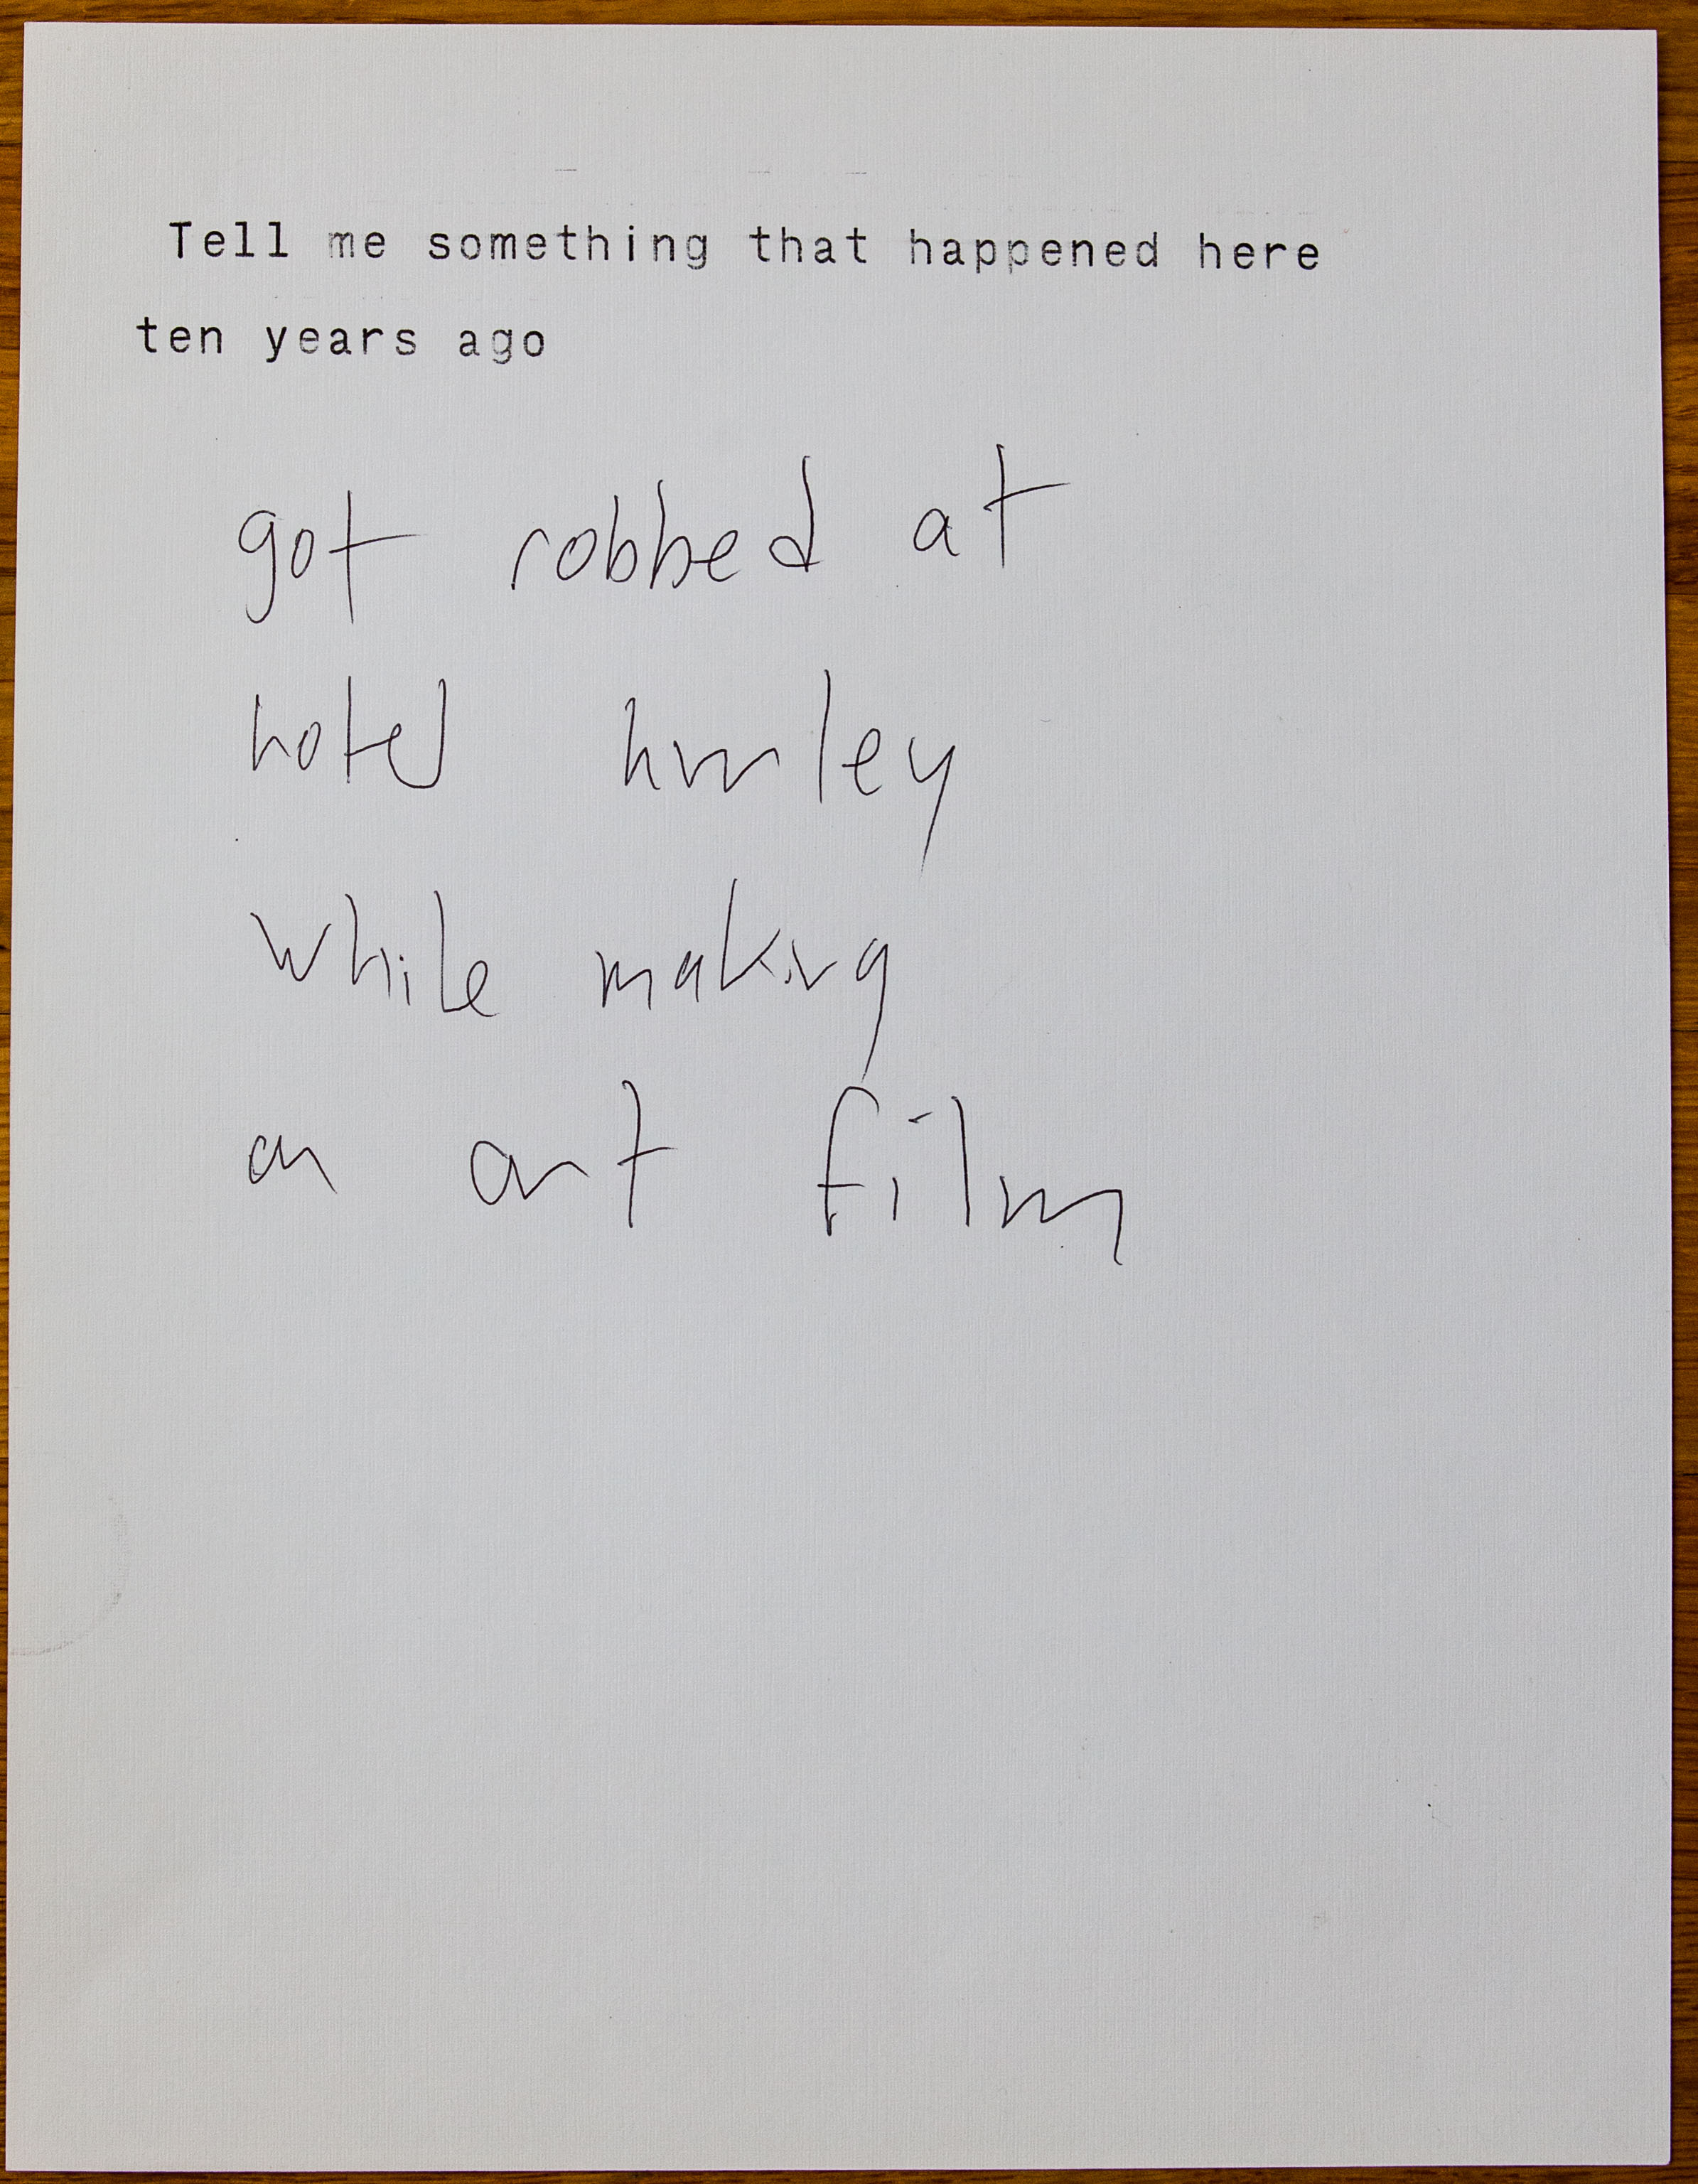 Tell me something that happened here
ten years ago
got robbed at
hotel hurley
while making
an art film